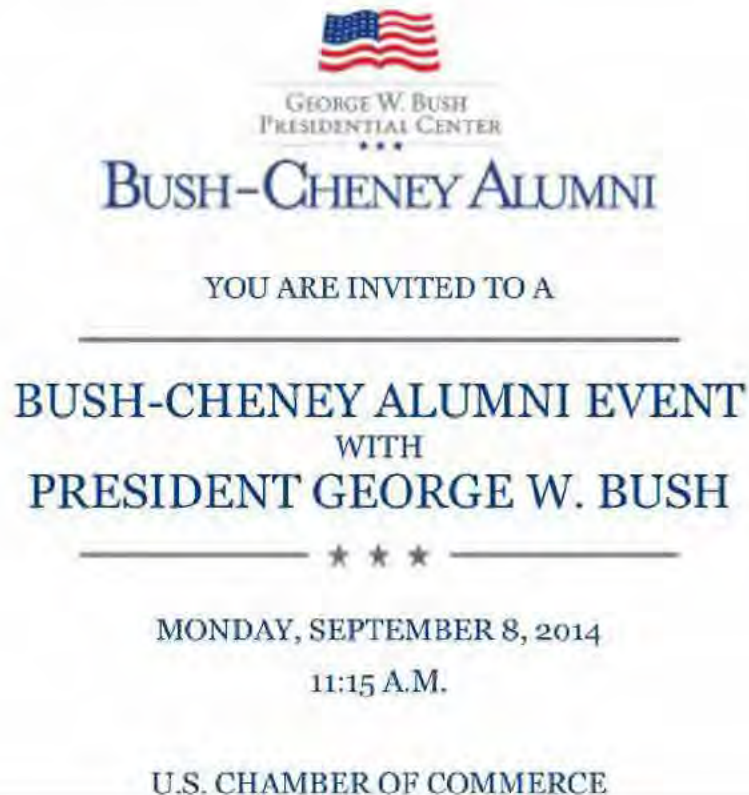 GEORGE W. BUSH
PRESIDENTIAL CENTER
BUSH-CHENEY ALUMNI
YOU ARE INVITED TO A
BUSH-CHENEY ALUMNI EVENT
WITH
PRESIDENT GEORGE W. BUSH
MONDAY, SEPTEMBER 8, 2014
11:15 A.M.
U.S. CHAMBER OF COMMERCE